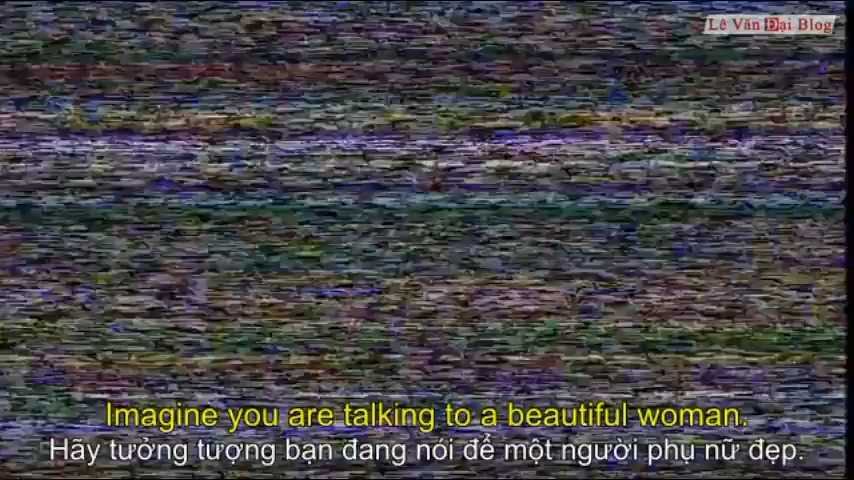 Lê Văn Đại Blog
Imagine you are talking to a beautiful woman.
Hãy tưởng tượng bạn đang nói để một người phụ nữ đẹp.